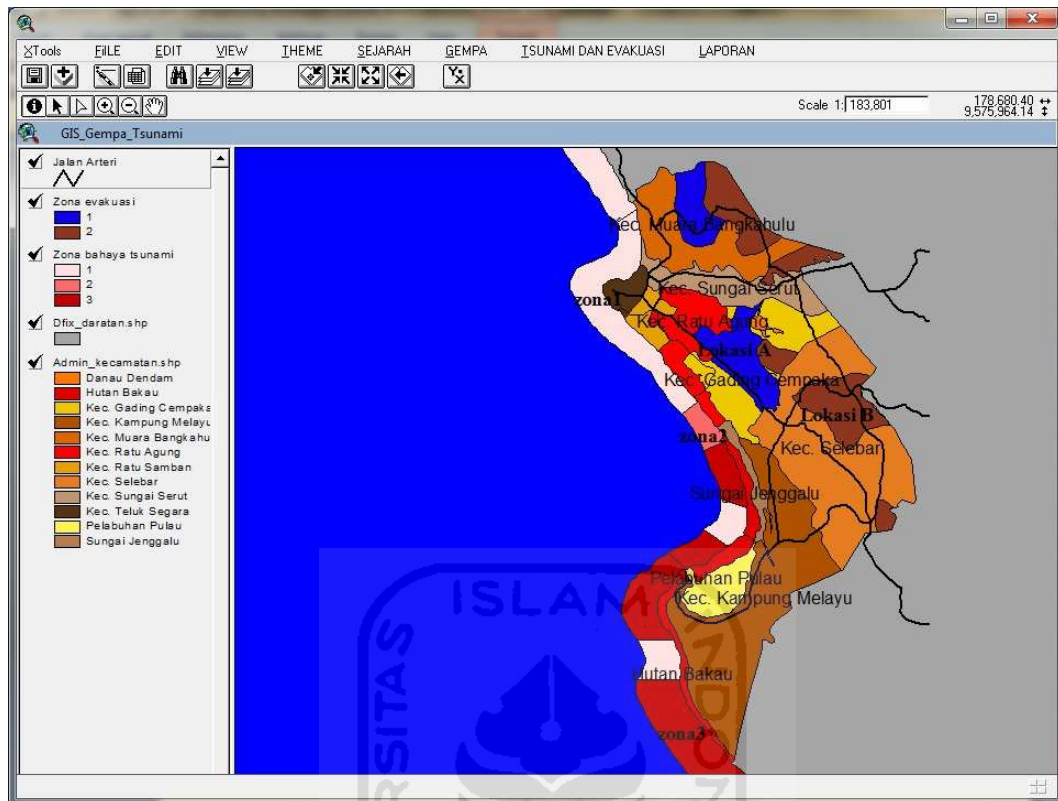 XTools FiILE EDIT VIEW THEME SEJARAH GEMPA TSUNAMI DAN EVAKUASI LAPORAN
Scale 1: 183,801
178,680.40
9,575,964.14
GIS_Gempa_Tsunami
Jalan Arteri
Zona evakuasi
1
2
Zona bahaya tsunami
1
2
3
Dfix_daratan.shp
Admin_kecamatan.shp
Danau Dendam
Hutan Bakau
Kec. Gading Cempaka
Kec. Kampung Melayu
Kec. Muara Bangkahu
Kec. Ratu Agung
Kec. Ratu Samban
Kec. Selebar
Kec. Sungai Serut
Kec. Teluk Segara
Pelabuhan Pulau
Sungai Jenggalu
Kec. Muara Bangkahulu
Kec. Sungai Serut
zona1
Kec. Ratu Agung
Lokasi A
Kec. Gading Cempaka
Lokasi B
zona2
Kec. Selebar
Sungai Jenggalu
Pelabuhan Pulau
Kec. Kampung Melayu
Hutan Bakau
zona3
ISLAM